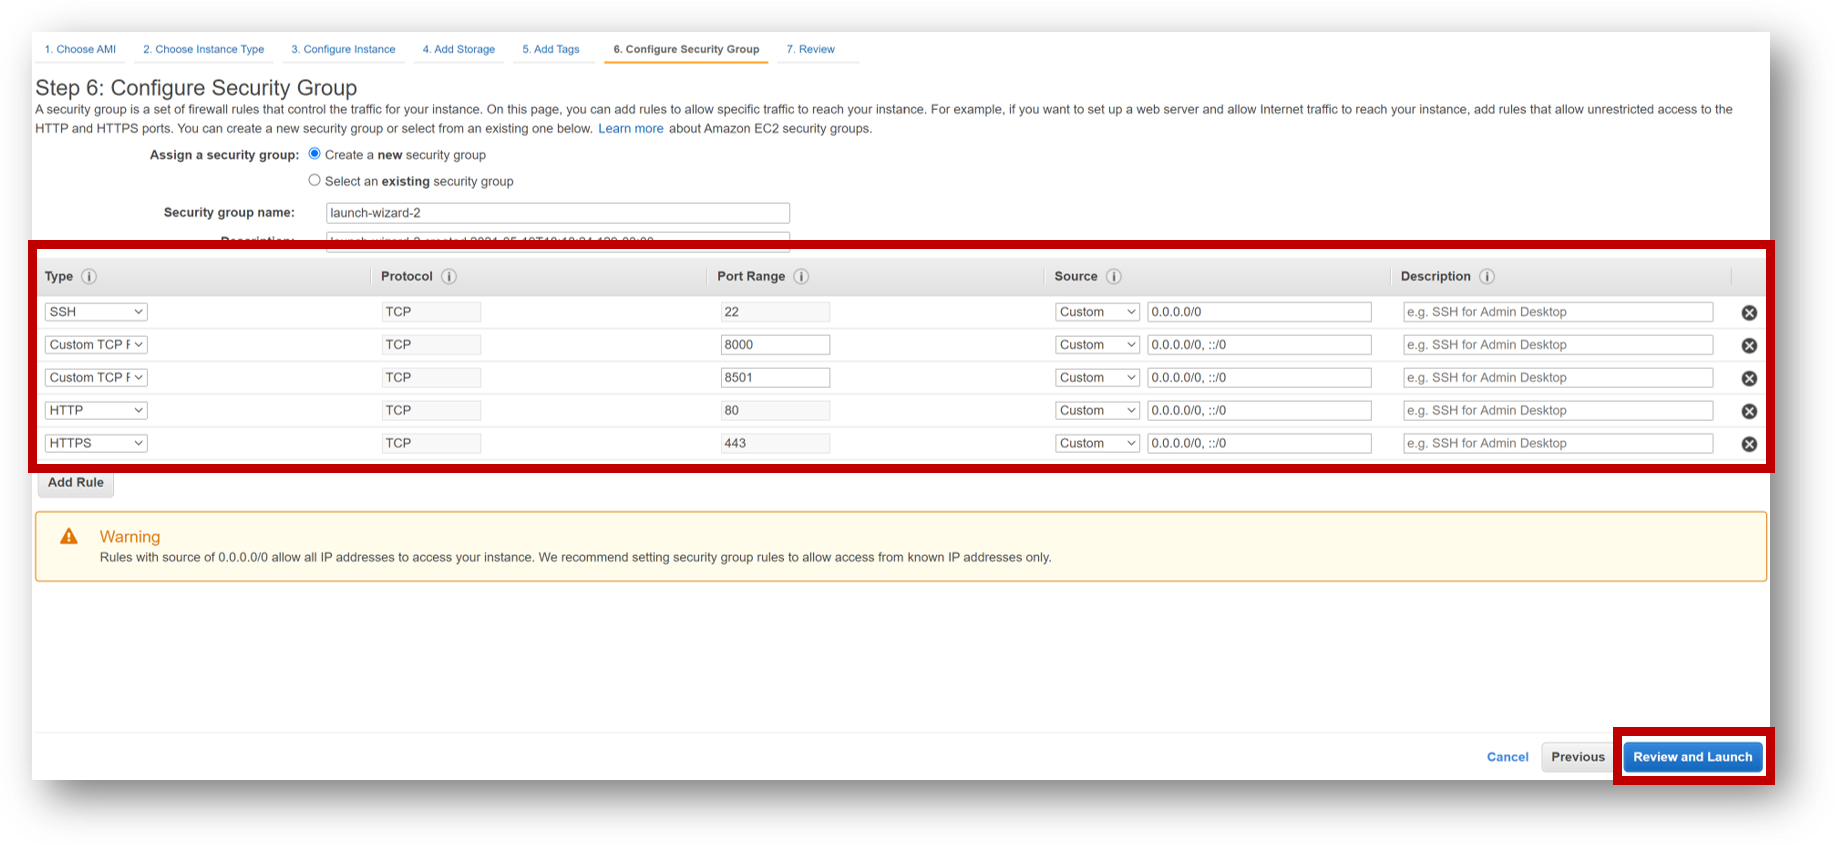 1. Choose AMI 2. Choose Instance Type 3. Configure Instance 4. Add Storage 5. Add Tags 6. Configure Security Group 7. Review
Step 6: Configure Security Group
A security group is a set of firewall rules that control the traffic for your instance. On this page, you can add rules to allow specific traffic to reach your instance. For example, if you want to set up a web server and allow Internet traffic to reach your instance, add rules that allow unrestricted access to the
HTTP and HTTPS ports. You can create a new security group or select from an existing one below. Learn more about Amazon EC2 security groups.
Assign a security group: Create a new security group
Select an existing security group
Security group name: launch-wizard-2
Description:
Type Protocol Port Range Source Description
SSH TCP 22 Custom 0.0.0.0/0 e.g. SSH for Admin Desktop
Custom TCP TCP 8000 Custom 0.0.0.0/0, ::/0 e.g. SSH for Admin Desktop
Custom TCP TCP 8501 Custom 0.0.0.0/0, ::/0 e.g. SSH for Admin Desktop
HTTP TCP 80 Custom 0.0.0.0/0, ::/0 e.g. SSH for Admin Desktop
HTTPS TCP 443 Custom 0.0.0.0/0, ::/0 e.g. SSH for Admin Desktop
Add Rule
Warning
Rules with source of 0.0.0.0/0 allow all IP addresses to access your instance. We recommend setting security group rules to allow access from known IP addresses only.
Cancel Previous Review and Launch